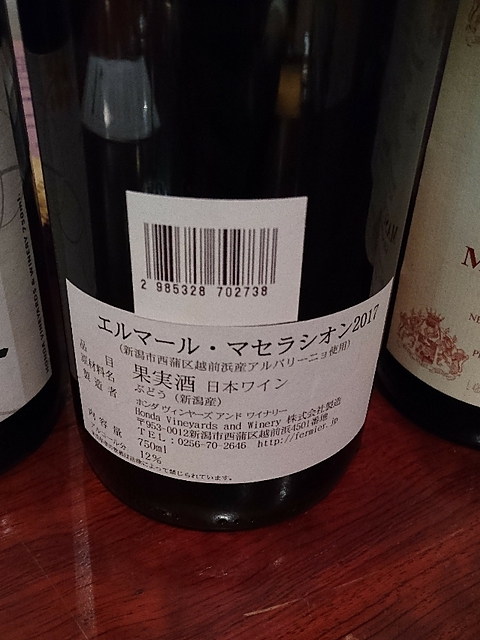 2 985328 702738
エルマール・マセラシオン2017
(新潟市西蒲区越前浜産アルバリーニョ使用)
品目 果実酒 日本ワイン
原材料名 ぶどう(新潟産)
製造者 ホンダ ヴィンヤーズ アンド ワイナリー
Honda Vineyards and Winery 株式会社製造
〒953-0012新潟市西蒲区越前浜4501番地
TEL:0256-70-2646 http://fermier.jp/
内容量 750ml
アルコール分 12%
M
NE